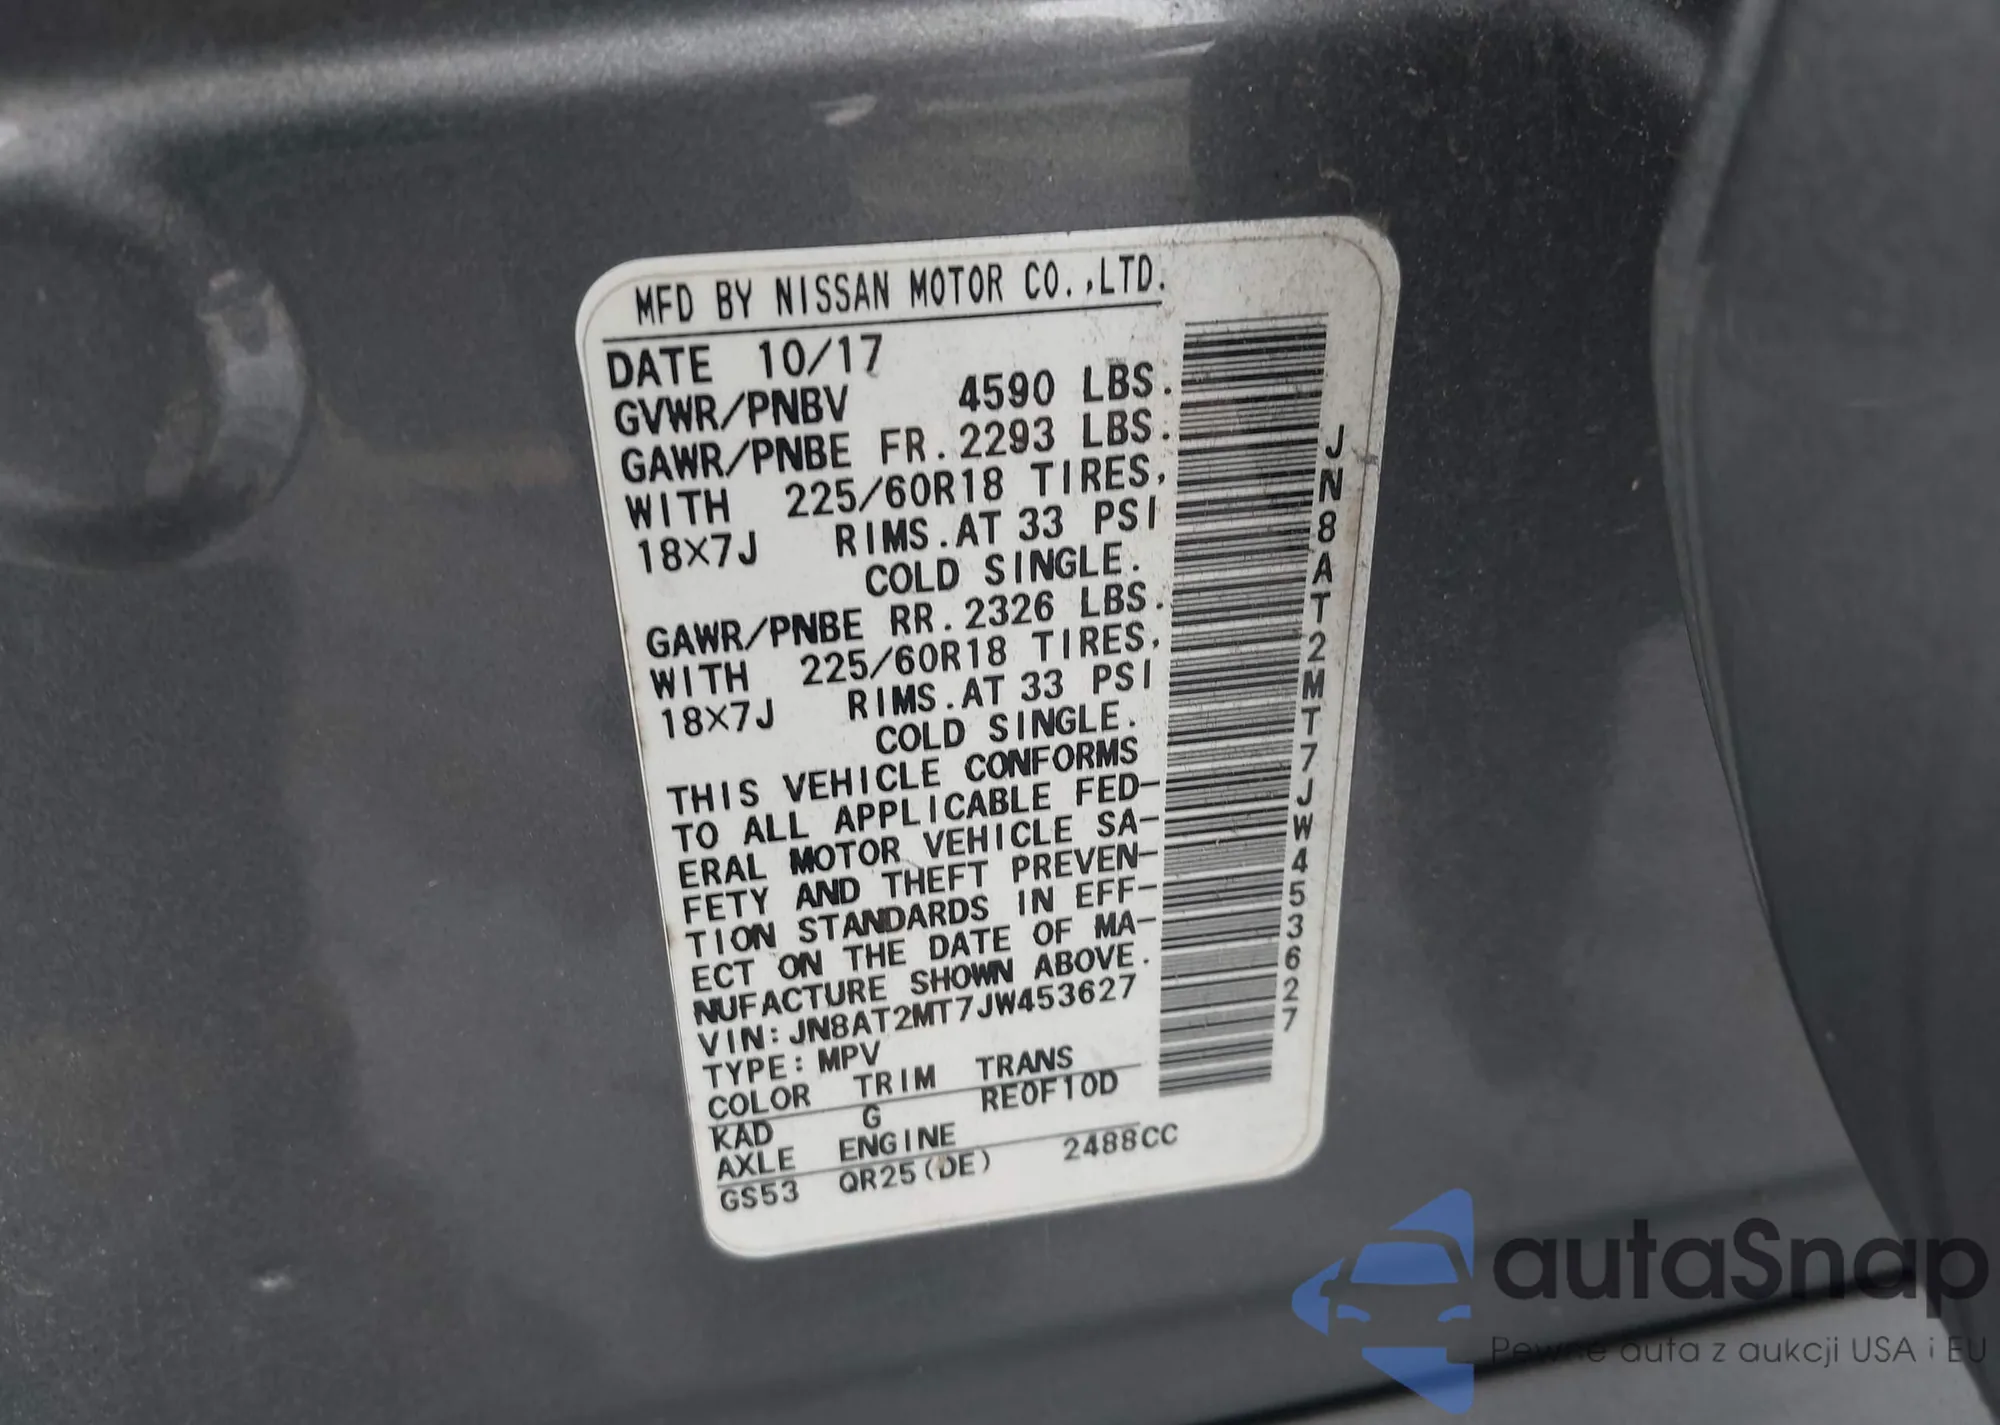 MFD BY NISSAN MOTOR CO.,LTD.
DATE 10/17
GVWR/PNBV 4590 LBS.
GAWR/PNBE FR. 2293 LBS.
WITH 225/60R18 TIRES,
18X7J RIMS. AT 33 PSI
COLD SINGLE.
GAWR/PNBE RR. 2326 LBS.
WITH 225/60R18 TIRES,
18X7J RIMS. AT 33 PSI
COLD SINGLE.
THIS VEHICLE CONFORMS
TO ALL APPLICABLE FED-
ERAL MOTOR VEHICLE SA-
FETY AND THEFT PREVEN-
TION STANDARDS IN EFF-
ECT ON THE DATE OF MA-
NUFACTURE SHOWN ABOVE.
VIN: JN8AT2MT7JW453627
TYPE: MPV
COLOR TRIM TRANS
KAD G RE0F10D
AXLE ENGINE
GS53 QR25(DE) 2488CC
JN8AT2MT7JW453627
autaSnap
Pewne auta z aukcji USA i EU